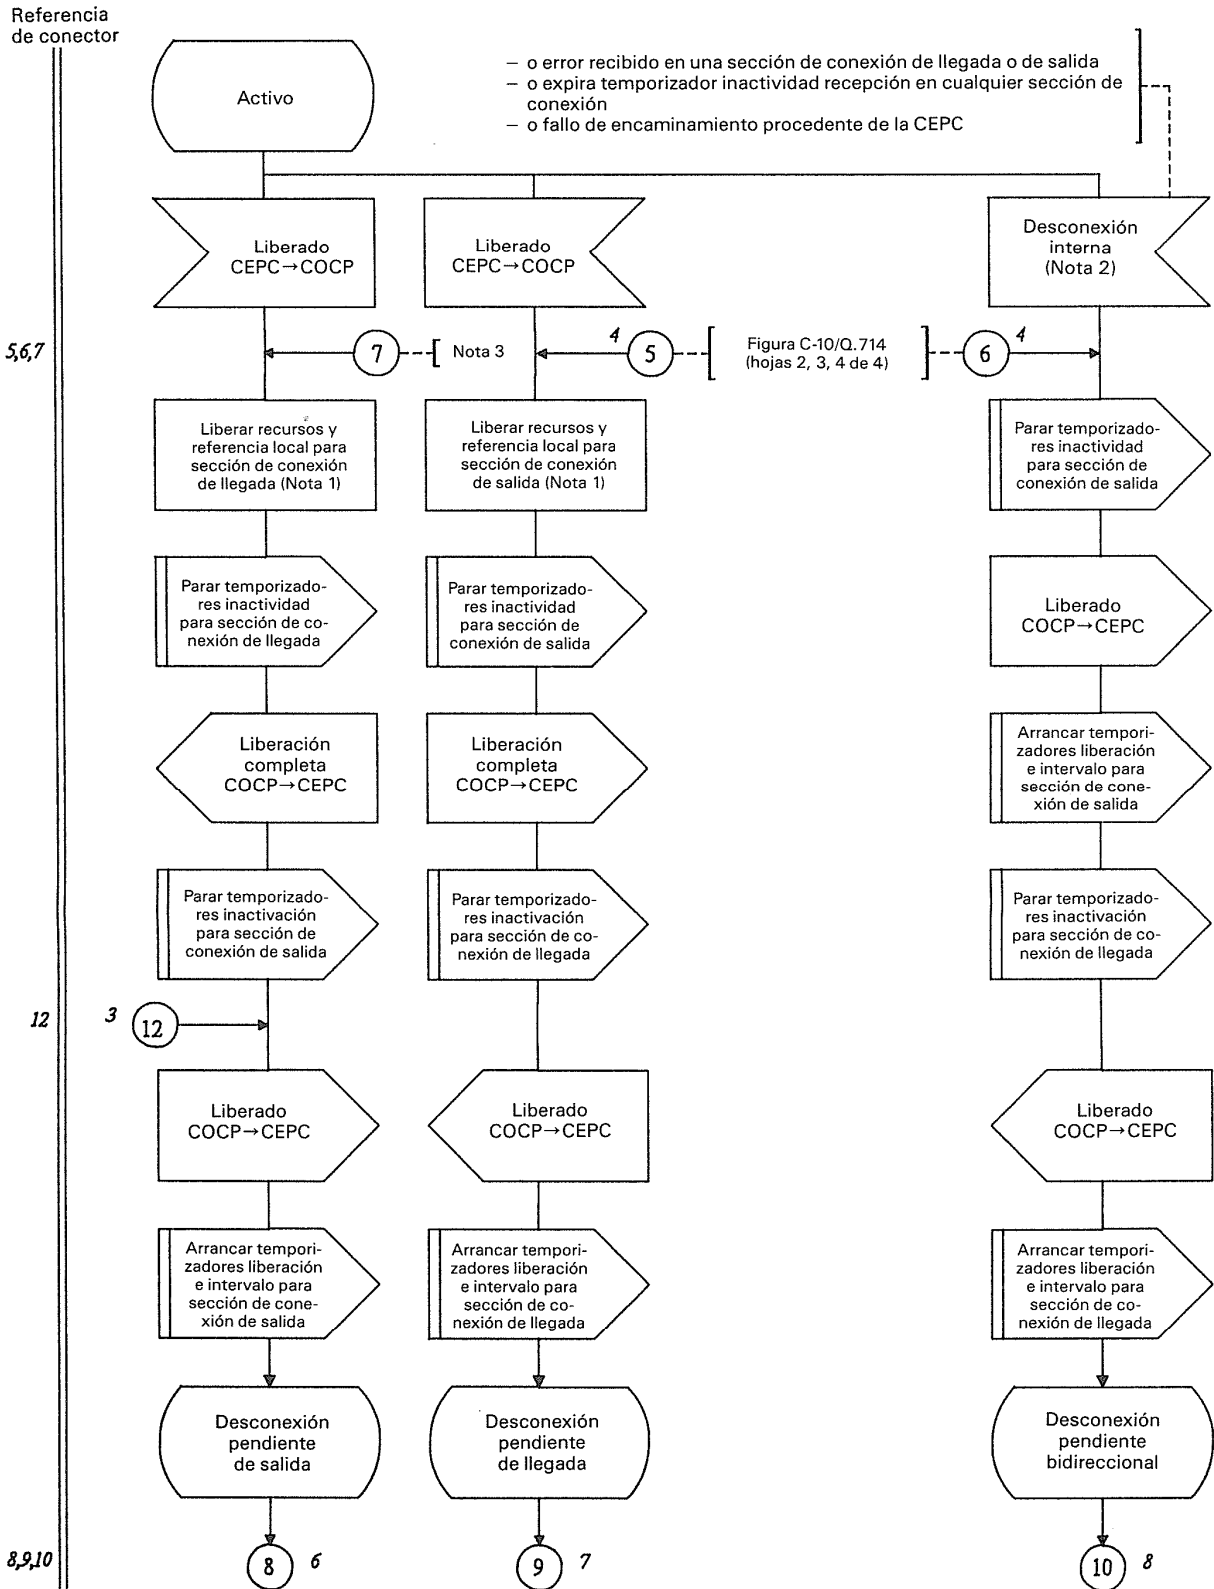 Referencia
de conector
Activo
– o error recibido en una sección de conexión de llegada o de salida
– o expira temporizador inactividad recepción en cualquier sección de
conexión
– o fallo de encaminamiento procedente de la CEPC
Liberado
CEPC→COCP
Liberado
CEPC→COCP
Desconexión
interna
(Nota 2)
5,6,7
7
Nota 3
4
5
Figura C-10/Q.714
(hojas 2, 3, 4 de 4)
6
4
Liberar recursos y
referencia local para
sección de conexión
de llegada (Nota 1)
Liberar recursos y
referencia local para
sección de conexión
de salida (Nota 1)
Parar temporizado-
res inactividad
para sección de
conexión de salida
Parar temporizado-
res inactividad
para sección de co-
nexión de llegada
Parar temporizado-
res inactividad
para sección de
conexión de salida
Liberado
COCP→CEPC
Liberación
completa
COCP→CEPC
Liberación
completa
COCP→CEPC
Arrancar tempori-
zadores liberación
e intervalo para
sección de cone-
xión de salida
Parar temporizado-
res inactivación
para sección de
conexión de salida
Parar temporizado-
res inactivación
para sección de co-
nexión de llegada
Parar temporizado-
res inactivación
para sección de co-
nexión de llegada
12
3
12
Liberado
COCP→CEPC
Liberado
COCP→CEPC
Liberado
COCP→CEPC
Arrancar tempori-
zadores liberación
e intervalo para
sección de cone-
xión de salida
Arrancar tempori-
zadores liberación
e intervalo para
sección de co-
nexión de llegada
Arrancar tempori-
zadores liberación
e intervalo para
sección de co-
nexión de llegada
Desconexión
pendiente
de salida
Desconexión
pendiente
de llegada
Desconexión
pendiente
bidireccional
8,9,10
8
6
9
7
10
8